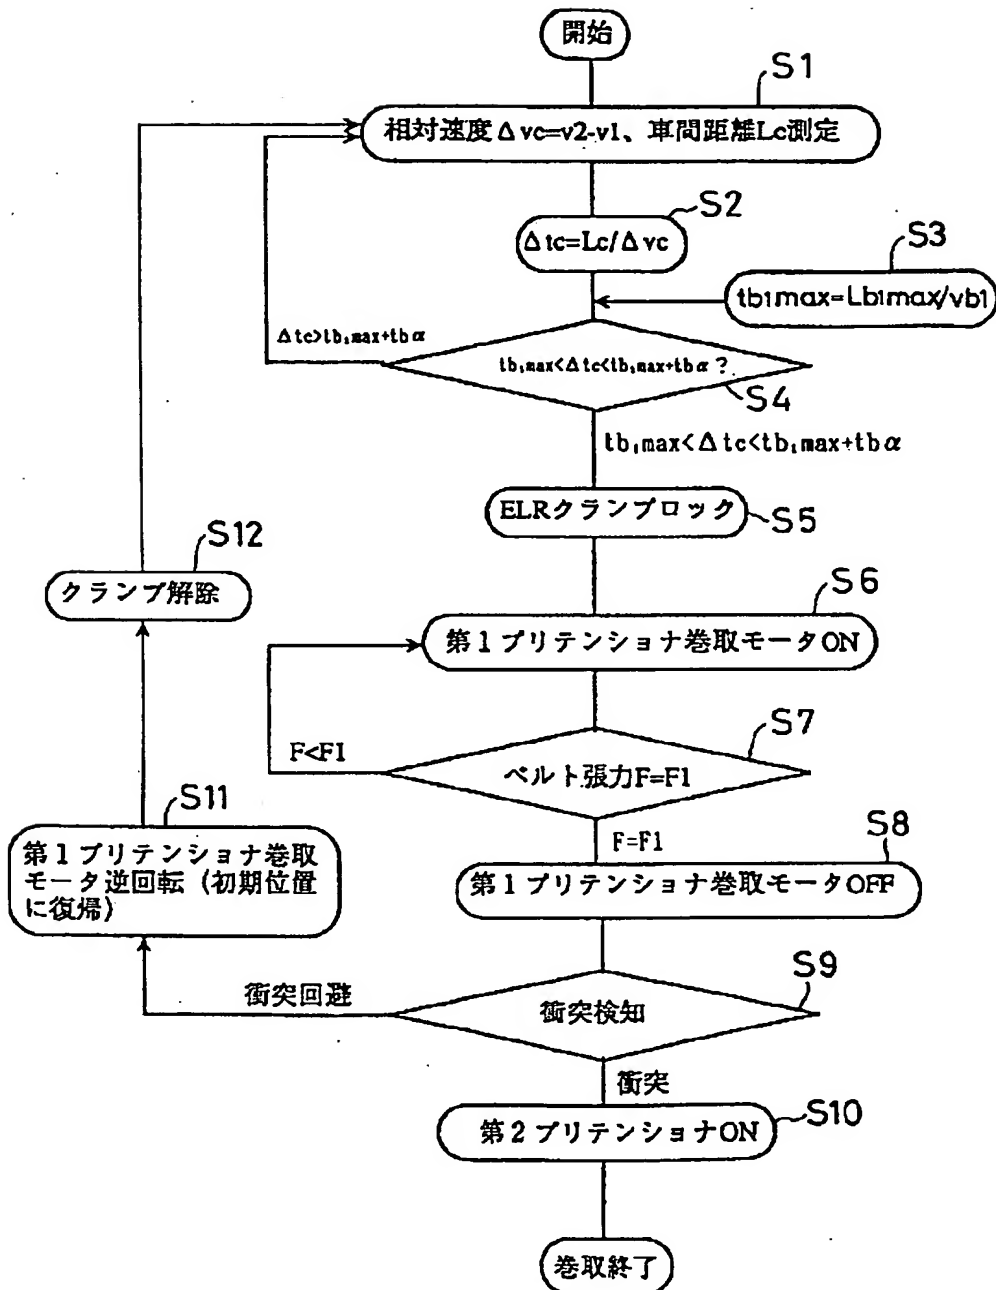 開始
S1
相対速度Δvc=v2-v1、車間距離Lc測定
S2
Δtc=Lc/Δvc
S3
tb1max=Lb1max/vb1
Δtc>tb1max+tbα
tb1max<Δtc<tb1max+tbα?
S4
tb1max<Δtc<tb1max+tbα
ELRクランプロック
S5
S12
クランプ解除
S6
第1プリテンショナ巻取モータON
S7
F<F1
ベルト張力F=F1
S11
F=F1
S8
第1プリテンショナ巻取
モータ逆回転(初期位置
に復帰)
第1プリテンショナ巻取モータOFF
S9
衝突回避
衝突検知
衝突
S10
第2プリテンショナON
巻取終了